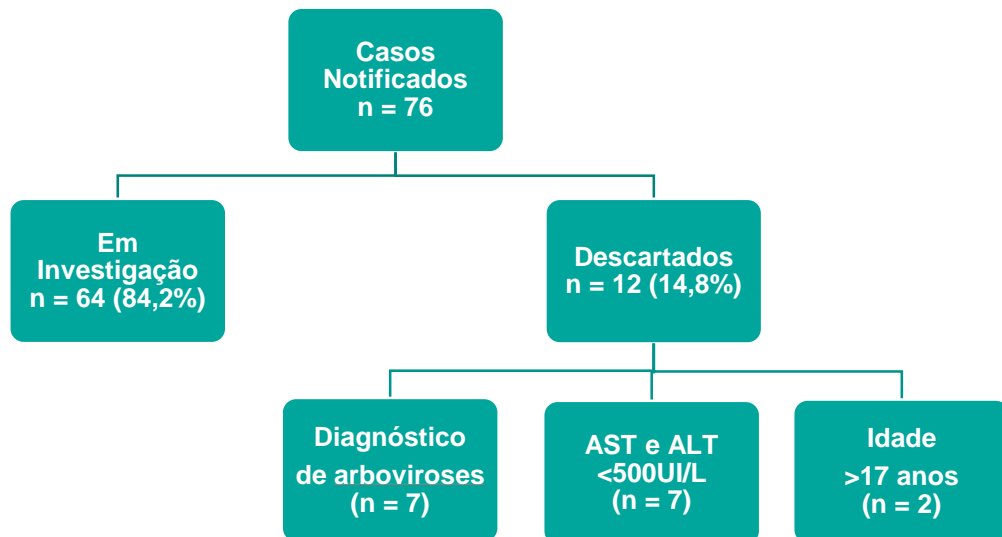 Casos
Notificados
n = 76
Em
Investigação
n = 64 (84,2%)
Descartados
n = 12 (14,8%)
Diagnóstico
de arboviroses
(n = 7)
AST e ALT
<500UI/L
(n = 7)
Idade
>17 anos
(n = 2)